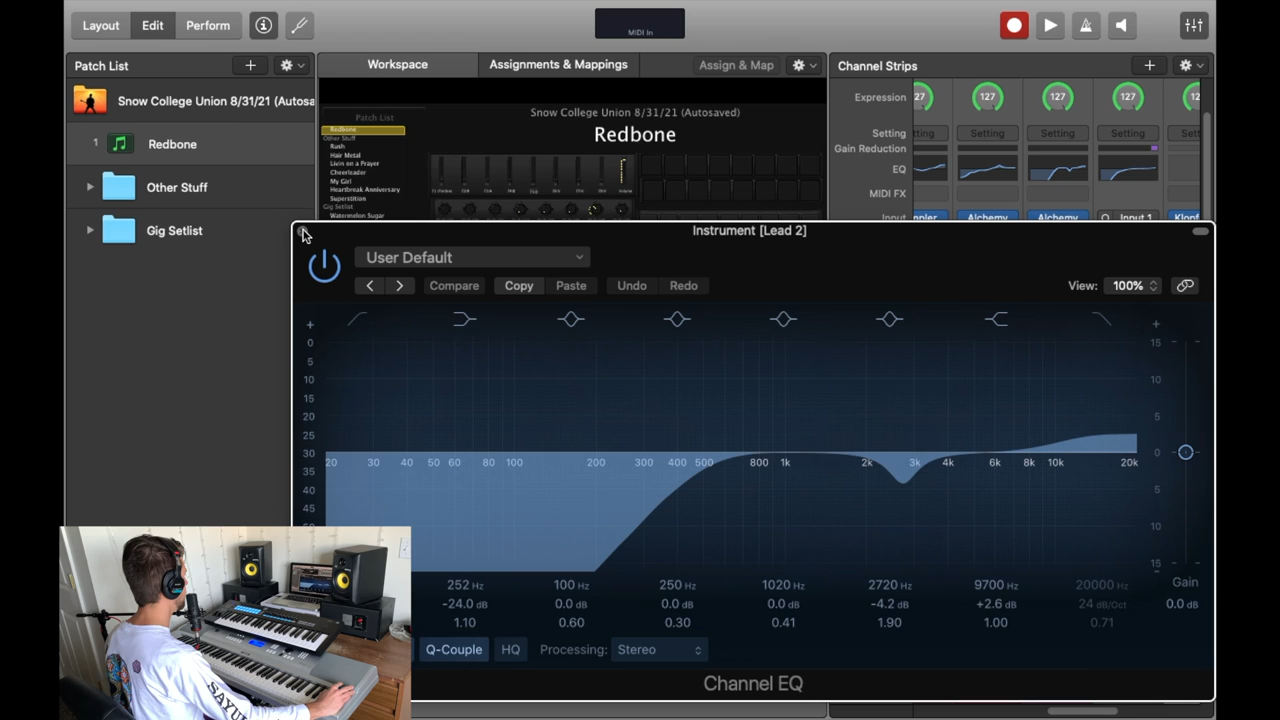 Layout Edit Perform
MIDI In
Patch List
Workspace Assignments & Mappings Assign & Map
Channel Strips
Snow College Union 8/31/21 (Autosa
1 Redbone
Other Stuff
Gig Setlist
Patch List
Redbone
Other Stuff
Rush
Hair Metal
Livin on a Prayer
Cheerleader
My Girl
Heartbreak Anniversary
Superstition
Gig Setlist
Watermelon Sugar
Snow College Union 8/31/21 (Autosaved)
Redbone
Expression 127 127 127 12
Setting tting Setting Setting Setting Setti
Gain Reduction
EQ
MIDI FX
Input npler Alchemy Alchemy Input 1 Klopf
Instrument [Lead 2]
User Default
Compare Copy Paste Undo Redo
View: 100%
+ +
0 15
5
10 10
15
20 5
25
30 0
35
40 5
45
10
15
20 30 40 50 60 80 100 200 300 400 500 800 1k 2k 3k 4k 6k 8k 10k 20k
252 Hz 100 Hz 250 Hz 1020 Hz 2720 Hz 9700 Hz 20000 Hz Gain
-24.0 dB 0.0 dB 0.0 dB 0.0 dB -4.2 dB +2.6 dB 24 dB/Oct 0.0 dB
1.10 0.60 0.30 0.41 1.90 1.00 0.71
Q-Couple HQ Processing: Stereo
Channel EQ